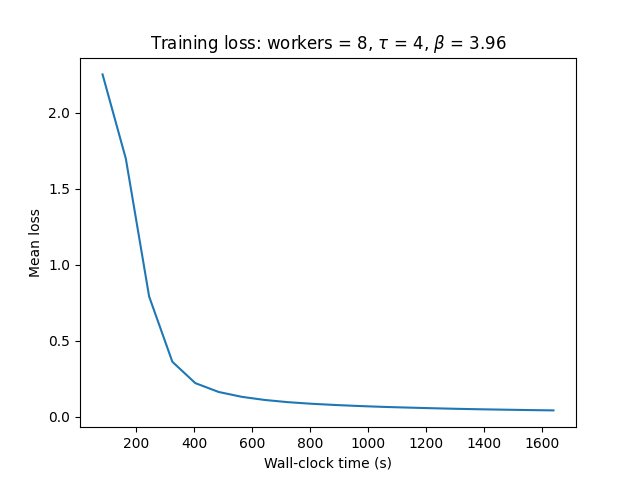 Training loss: workers = 8, τ = 4, β = 3.96
2.0
1.5
1.0
0.5
0.0
Mean loss
200 400 600 800 1000 1200 1400 1600
Wall-clock time (s)